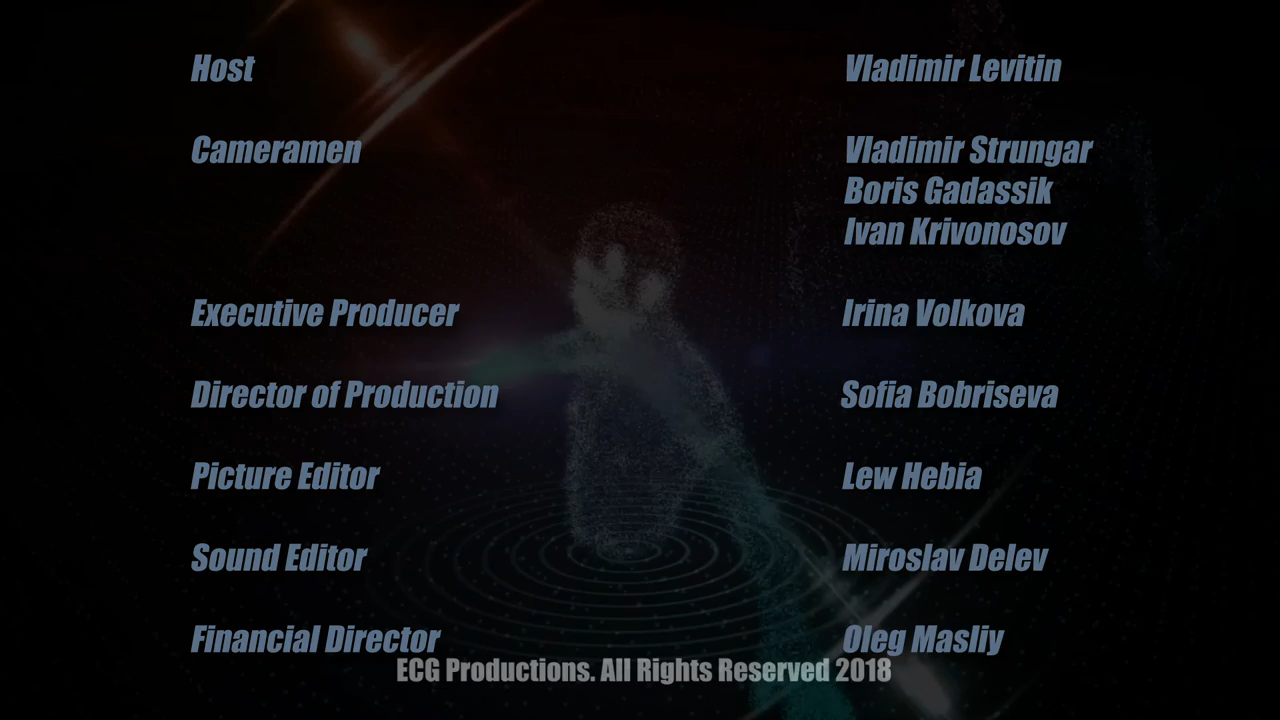 Host Vladimir Levitin
Cameramen Vladimir Strungar
Boris Gadassik
Ivan Krivonosov
Executive Producer Irina Volkova
Director of Production Sofia Bobriseva
Picture Editor Lew Hebia
Sound Editor Miroslav Delev
Financial Director Oleg Masliy
ECG Productions. All Rights Reserved 2018